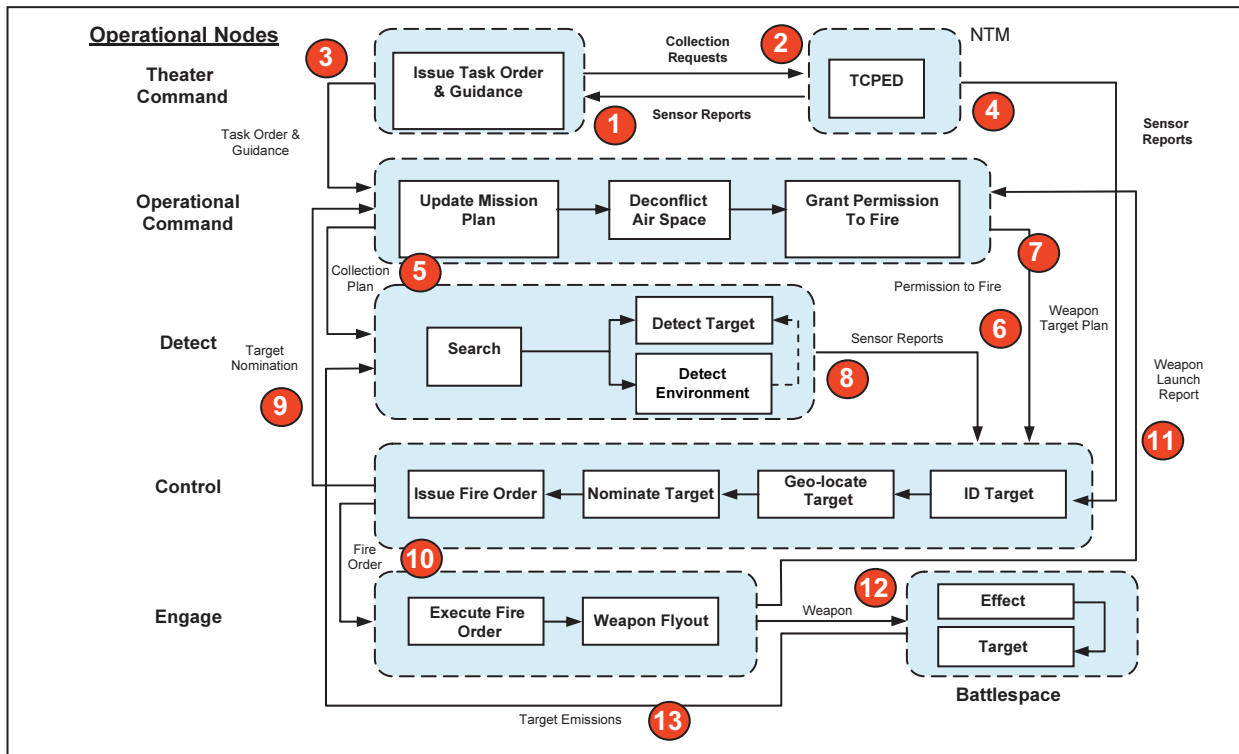 Operational Nodes
3
Collection
Requests
2
NTM
Theater
Command
Issue Task Order
& Guidance
TCPED
1
Sensor Reports
4
Task Order &
Guidance
Sensor
Reports
Operational
Command
Update Mission
Plan
Deconflict
Air Space
Grant Permission
To Fire
Collection
Plan
5
7
Permission to Fire
Detect
Search
Detect Target
Detect
Environment
Sensor Reports
6
Weapon
Target Plan
8
Target
Nomination
9
Weapon
Launch
Report
11
Control
Issue Fire Order
Nominate Target
Geo-locate
Target
ID Target
Fire
Order
10
Engage
Execute Fire
Order
Weapon Flyout
Weapon
12
Effect
Target
Battlespace
Target Emissions
13